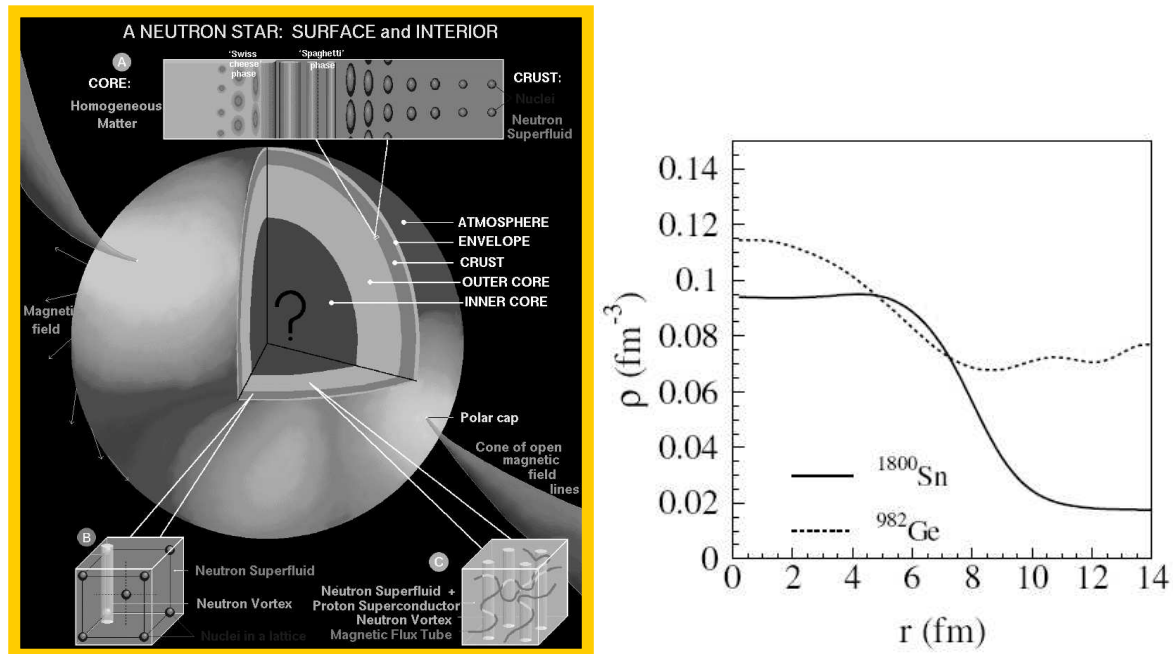 A NEUTRON STAR: SURFACE and INTERIOR
A
'Swiss
cheese'
phase
'Spaghetti'
phase
CORE:
Homogeneous
Matter
CRUST:
Nuclei
Neutron
Superfluid
ATMOSPHERE
ENVELOPE
CRUST
OUTER CORE
INNER CORE
?
Magnetic
field
Polar cap
Cone of open
magnetic
field
lines
B
Neutron Superfluid
Neutron Vortex
Nuclei in a lattice
C
Neutron Superfluid +
Proton Superconductor
Neutron Vortex
Magnetic Flux Tube
ρ (fm⁻³)
0.14
0.12
0.1
0.08
0.06
0.04
0.02
0
¹⁸⁰⁰Sn
⁹⁸²Ge
0 2 4 6 8 10 12 14
r (fm)